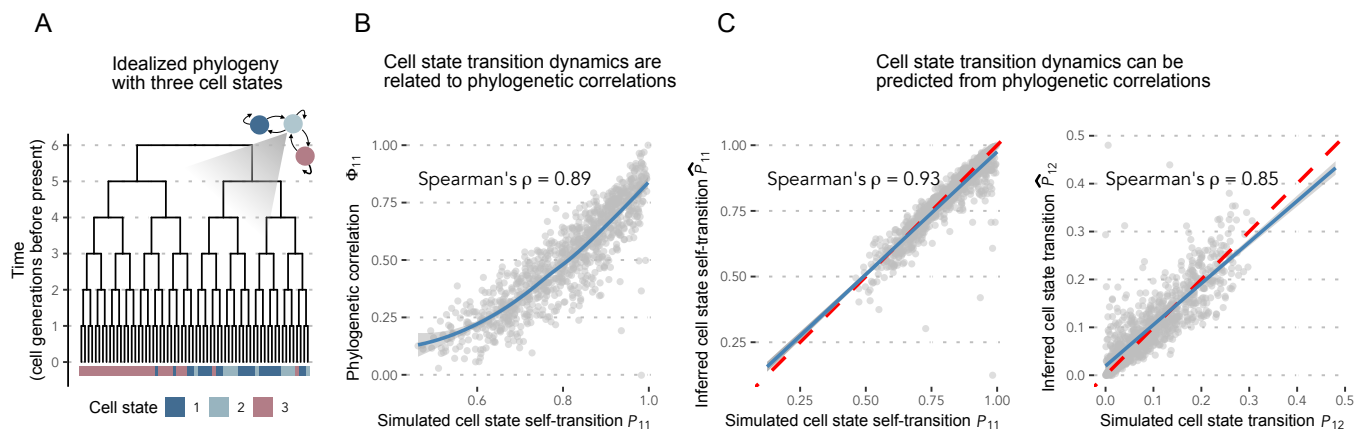 A
Idealized phylogeny
with three cell states
Time
(cell generations before present)
6
5
4
3
2
1
0
Cell state 1 2 3
B
Cell state transition dynamics are
related to phylogenetic correlations
Phylogenetic correlation Φ11
1.00
0.75
0.50
0.25
0.00
Spearman's ρ = 0.89
0.6 0.8 1.0
Simulated cell state self-transition P11
C
Cell state transition dynamics can be
predicted from phylogenetic correlations
Inferred cell state self-transition P̂11
1.00
0.75
0.50
0.25
Spearman's ρ = 0.93
0.25 0.50 0.75 1.00
Simulated cell state self-transition P11
Inferred cell state transition P̂12
0.5
0.4
0.3
0.2
0.1
0.0
Spearman's ρ = 0.85
0.0 0.1 0.2 0.3 0.4 0.5
Simulated cell state transition P12